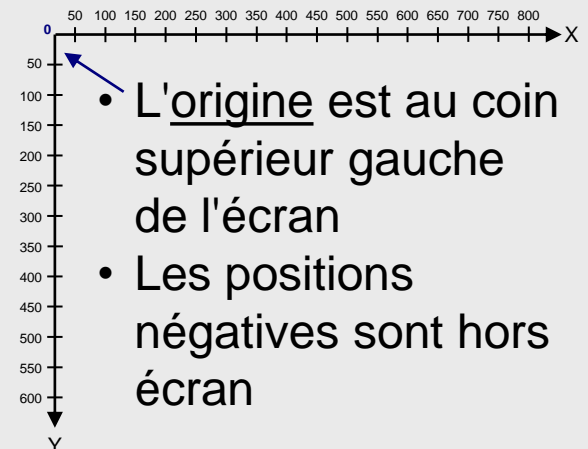 50 100 150 200 250 300 350 400 450 500 550 600 650 700 750 800
0 X
50
100
150
200
250
300
350
400
450
500
550
600
Y
• L'origine est au coin
supérieur gauche
de l'écran
• Les positions
négatives sont hors
écran